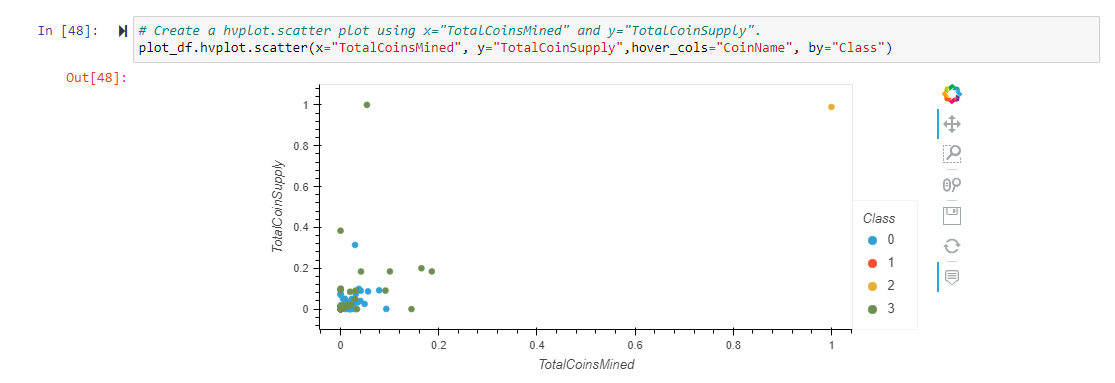 In [48]:
# Create a hvplot.scatter plot using x="TotalCoinsMined" and y="TotalCoinSupply".
plot_df.hvplot.scatter(x="TotalCoinsMined", y="TotalCoinSupply",hover_cols="CoinName", by="Class")
Out[48]:
TotalCoinSupply
1
0.8
0.6
0.4
0.2
0
0 0.2 0.4 0.6 0.8 1
TotalCoinsMined
Class
0
1
2
3